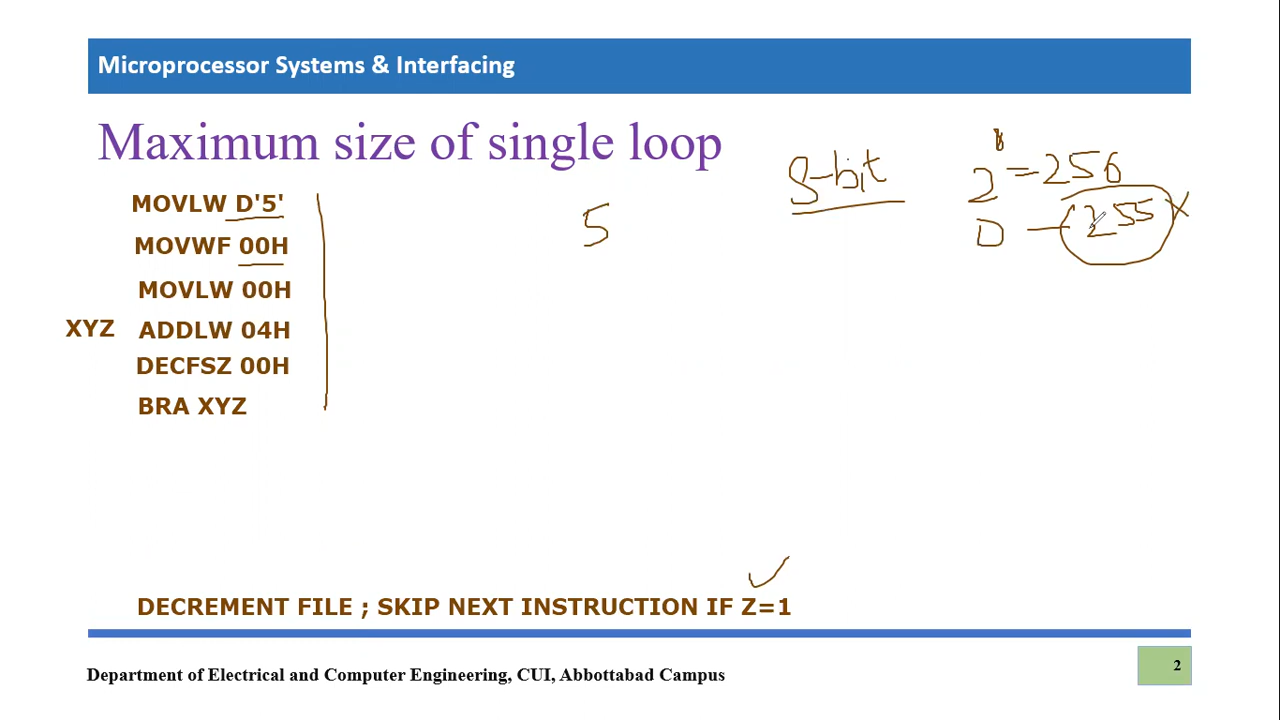 Microprocessor Systems & Interfacing
Maximum size of single loop
8-bit
2^8 = 256
0 – 255 X
5
MOVLW D'5'
MOVWF 00H
MOVLW 00H
XYZ ADDLW 04H
DECFSZ 00H
BRA XYZ
DECREMENT FILE ; SKIP NEXT INSTRUCTION IF Z=1
Department of Electrical and Computer Engineering, CUI, Abbottabad Campus
2